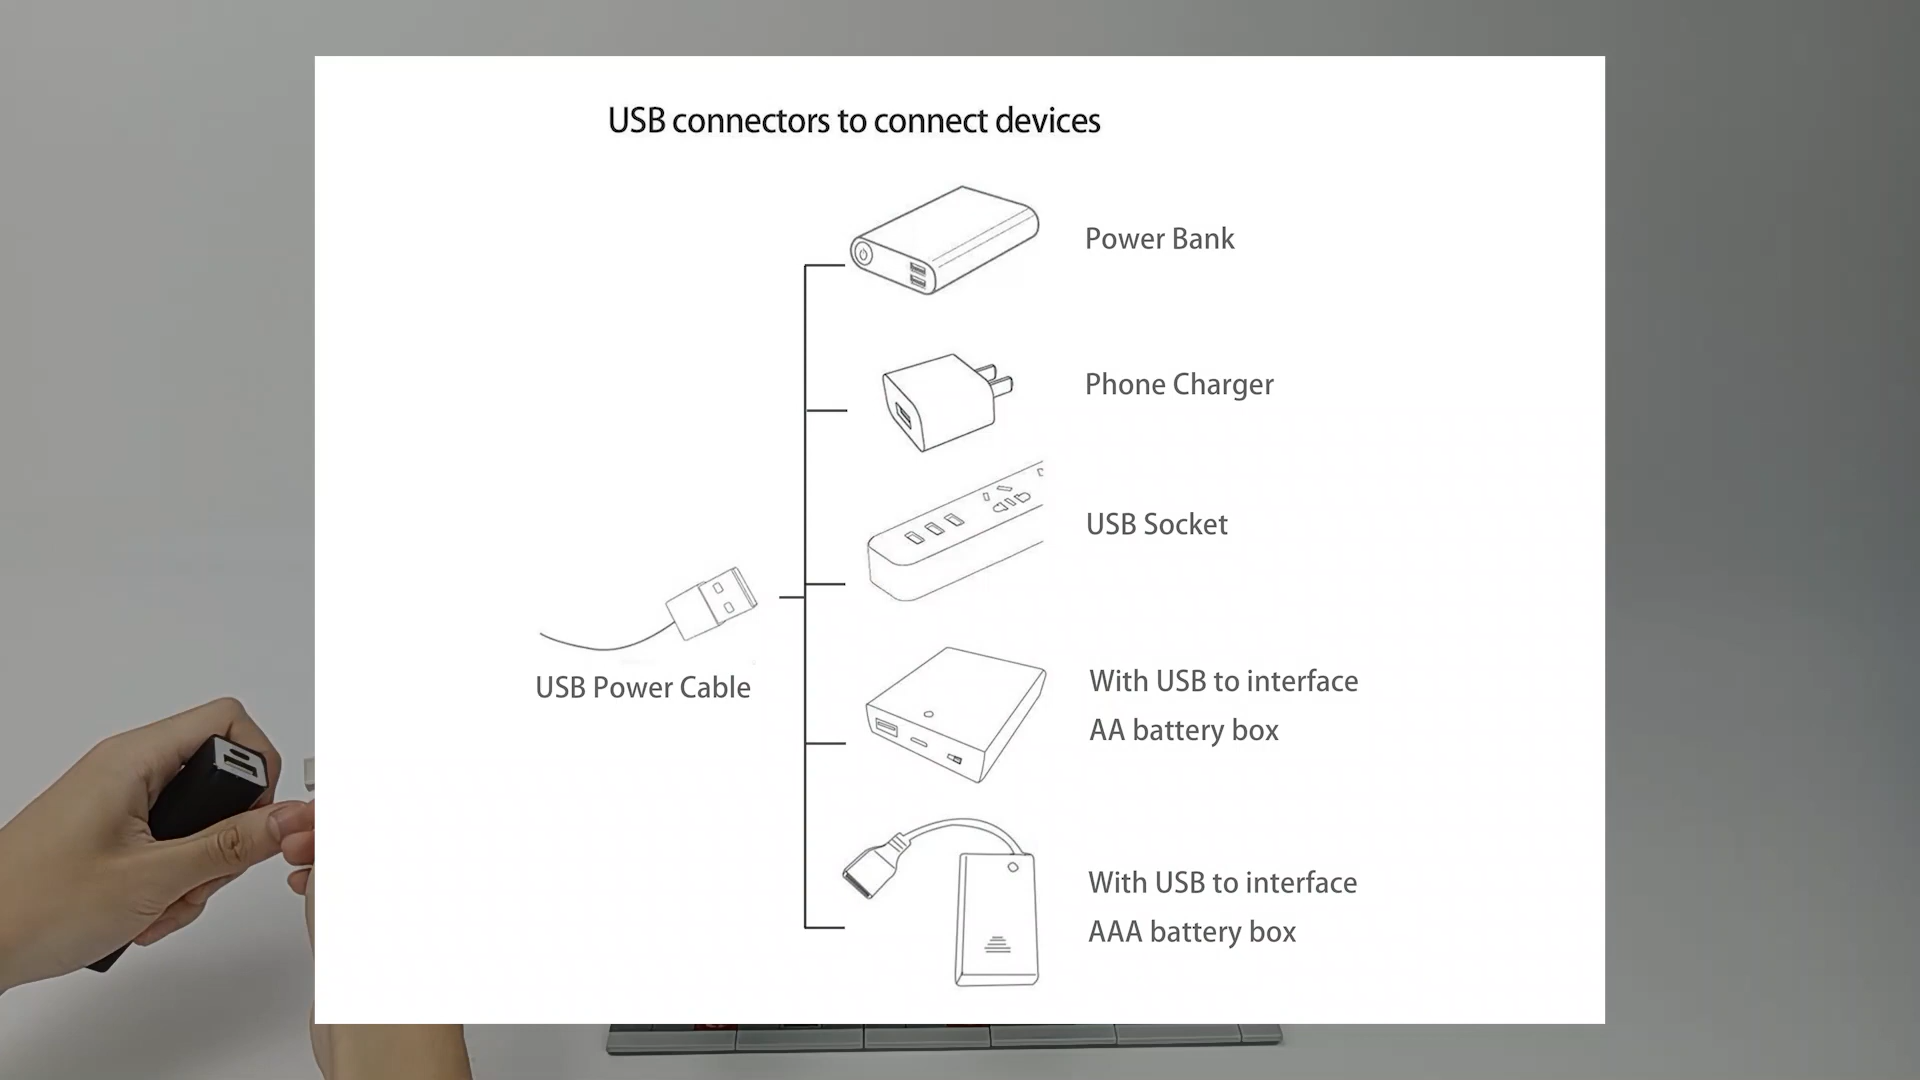 USB connectors to connect devices
Power Bank
Phone Charger
USB Socket
USB Power Cable
With USB to interface
AA battery box
With USB to interface
AAA battery box